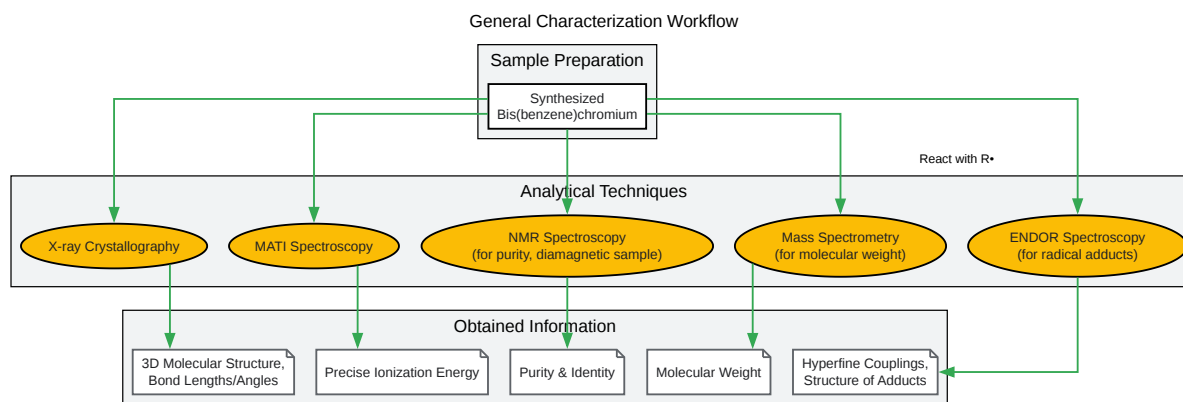 General Characterization Workflow
Sample Preparation
Synthesized
Bis(benzene)chromium
React with R•
Analytical Techniques
X-ray Crystallography
MATI Spectroscopy
NMR Spectroscopy
(for purity, diamagnetic sample)
Mass Spectrometry
(for molecular weight)
ENDOR Spectroscopy
(for radical adducts)
Obtained Information
3D Molecular Structure,
Bond Lengths/Angles
Precise Ionization Energy
Purity & Identity
Molecular Weight
Hyperfine Couplings,
Structure of Adducts